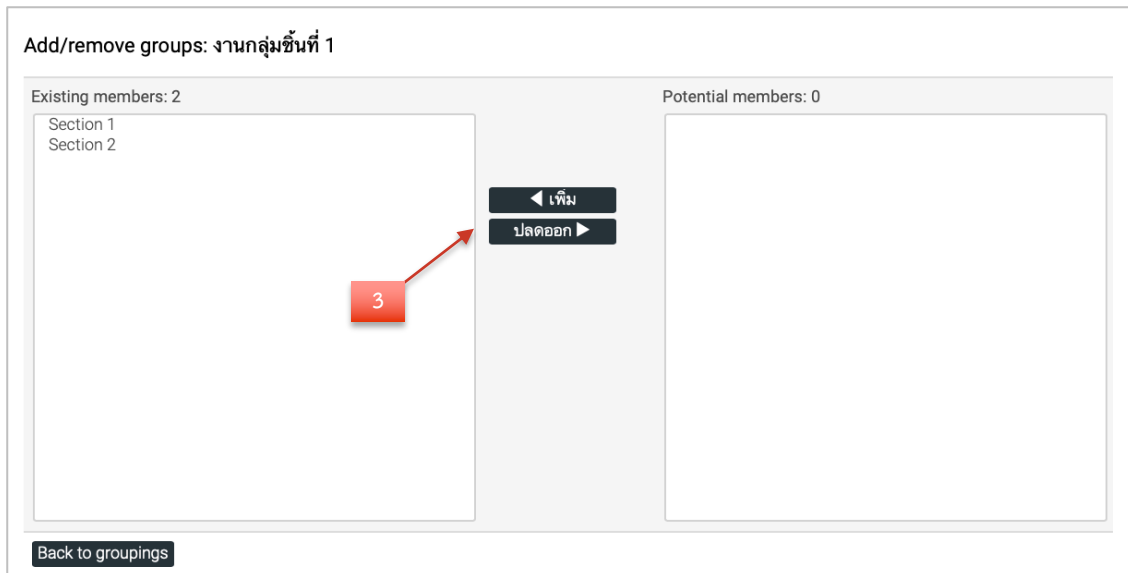 Add/remove groups: งานกลุ่มชิ้นที่ 1
Existing members: 2
Potential members: 0
Section 1
Section 2
◀ เพิ่ม
ปลดออก ▶
3
Back to groupings